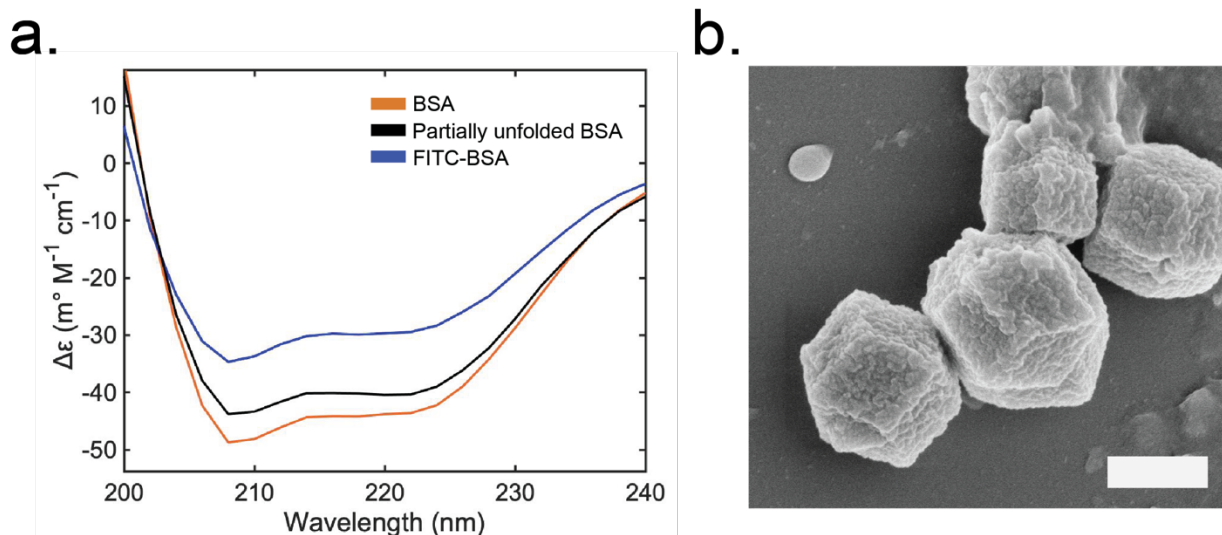 a.
b.
10
0
-10
-20
-30
-40
-50
Δε (m° M⁻¹ cm⁻¹)
BSA
Partially unfolded BSA
FITC-BSA
200
210
220
230
240
Wavelength (nm)